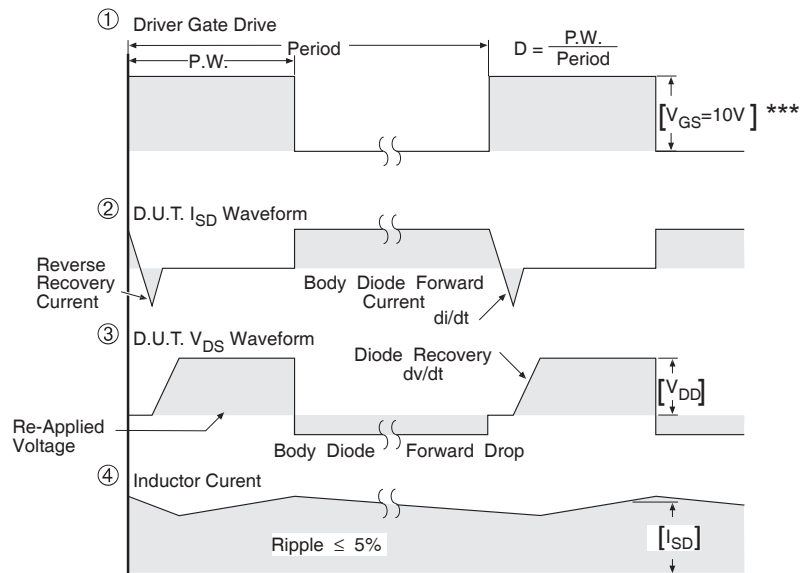 ① Driver Gate Drive
P.W.
Period
D = P.W.
Period
[VGS=10V] ***
② D.U.T. ISD Waveform
Reverse
Recovery
Current
Body Diode Forward
Current
di/dt
③ D.U.T. VDS Waveform
Diode Recovery
dv/dt
[VDD]
Re-Applied
Voltage
Body Diode Forward Drop
④ Inductor Curent
Ripple ≤ 5%
[ISD]